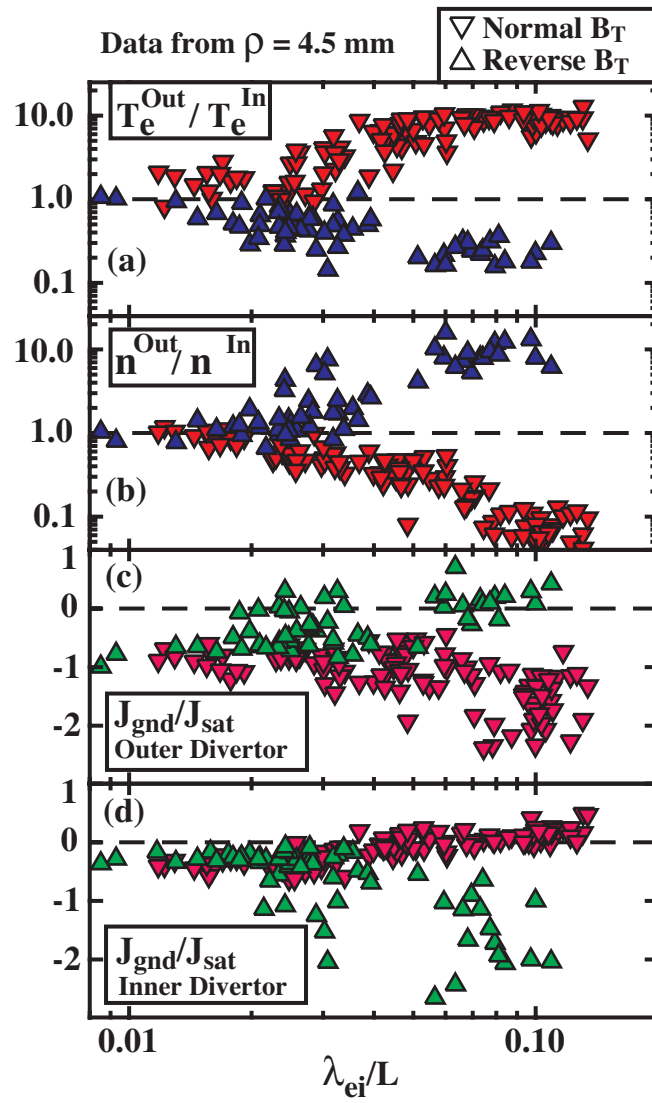 Data from ρ = 4.5 mm
▽ Normal B_T
△ Reverse B_T
T_e^Out / T_e^In
10.0
1.0
0.1
(a)
n^Out / n^In
10.0
1.0
0.1
(b)
(c)
1
0
-1
-2
J_gnd/J_sat
Outer Divertor
(d)
1
0
-1
-2
J_gnd/J_sat
Inner Divertor
0.01
0.10
λ_ei/L